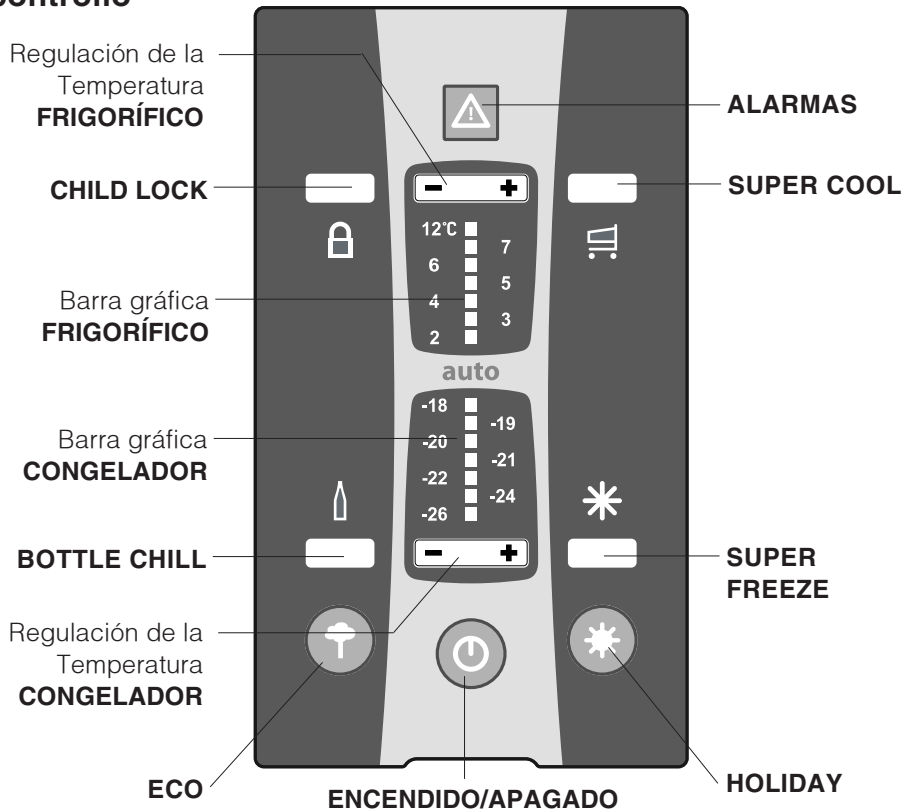 controllo
Regulación de la
Temperatura
FRIGORÍFICO
ALARMAS
CHILD LOCK
SUPER COOL
- +
12°C
7
6
5
Barra gráfica
FRIGORÍFICO
4
3
2
auto
-18
-19
Barra gráfica
CONGELADOR
-20
-21
-22
-24
-26
BOTTLE CHILL
- +
SUPER
FREEZE
Regulación de la
Temperatura
CONGELADOR
ECO
ENCENDIDO/APAGADO
HOLIDAY